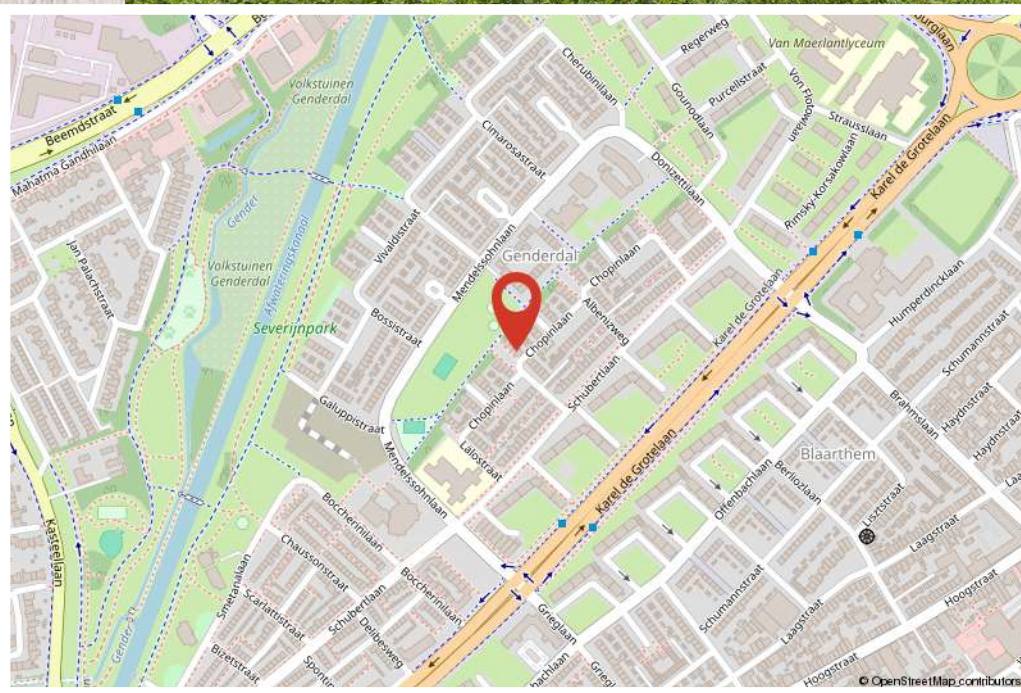 Beemdstraat
Mahatma Gandhilaan
Volkstuinen
Genderdal
Cherubinilaan
Regerweg
Van Maerlantlyceum
Gounodlaan
Purcellstraat
Von Flotowlaan
Strausslaan
Cimarosastraat
Donizettilaan
Rimsky-Korsakowlaan
Karel de Grotelaan
Gender
Afwateringskanaal
Jan Palachstraat
Volkstuinen
Genderdal
Vivaldistraat
Mendelssohnlaan
Genderdal
Chopinlaan
Albenizweg
Karel de Grotelaan
Humperdincklaan
Schumannstraat
Severijnpark
Bossistraat
Chopinlaan
Schubertlaan
Haydnstraat
Galuppistraat
Chopinlaan
Brahmslaan
Haydnstraat
Mendelssohnlaan
Lalostraat
Karel de Grotelaan
Offenbachlaan
Blaarthem
Berliozlaan
Lisztstraat
Laagstraat
Kasteellaan
Boccherinilaan
Chaussonstraat
Smetanalaan
Scarlattistraat
Schubertlaan
Boccherinilaan
Delibesweg
Bizetstraat
Grieglaan
Schumannstraat
Laagstraat
Hoogstraat
Hoogstraat
© OpenStreetMap contributors